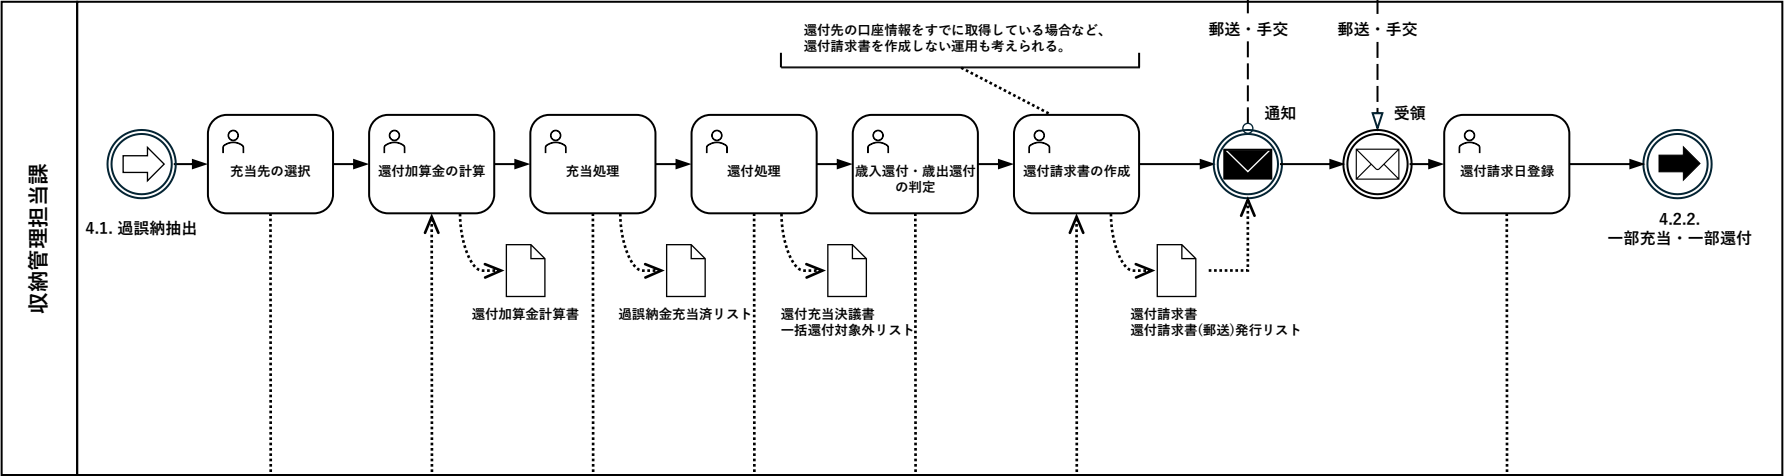 収納管理担当課
還付先の口座情報をすでに取得している場合など、
還付請求書を作成しない運用も考えられる。
郵送・手交
郵送・手交
通知
受領
4.1. 過誤納抽出
充当先の選択
還付加算金の計算
充当処理
還付処理
歳入還付・歳出還付
の判定
還付請求書の作成
還付請求日登録
4.2.2.
一部充当・一部還付
還付加算金計算書
過誤納金充当済リスト
還付充当決議書
一括還付対象外リスト
還付請求書
還付請求書(郵送)発行リスト